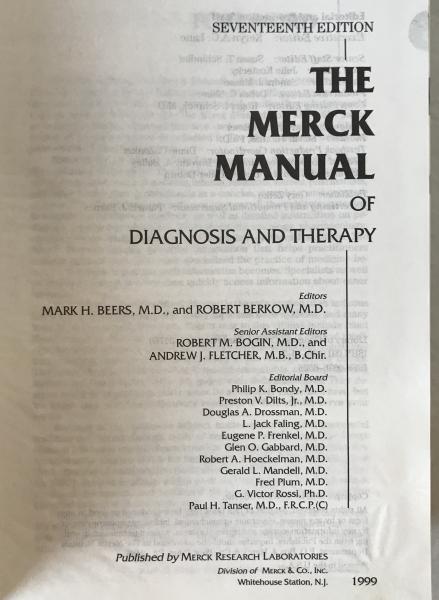 SEVENTEENTH EDITION
THE
MERCK
MANUAL
OF
DIAGNOSIS AND THERAPY
Editors
MARK H. BEERS, M.D., and ROBERT BERKOW, M.D.
Senior Assistant Editors
ROBERT M. BOGIN, M.D., and
ANDREW J. FLETCHER, M.B., B.Chir.
Editorial Board
Philip K. Bondy, M.D.
Preston V. Dilts, Jr., M.D.
Douglas A. Drossman, M.D.
L. Jack Faling, M.D.
Eugene P. Frenkel, M.D.
Glen O. Gabbard, M.D.
Robert A. Hoeckelman, M.D.
Gerald L. Mandell, M.D.
Fred Plum, M.D.
G. Victor Rossi, Ph.D.
Paul H. Tanser, M.D., F.R.C.P.(C)
Published by MERCK RESEARCH LABORATORIES
Division of MERCK & CO., INC.
Whitehouse Station, N.J. 1999